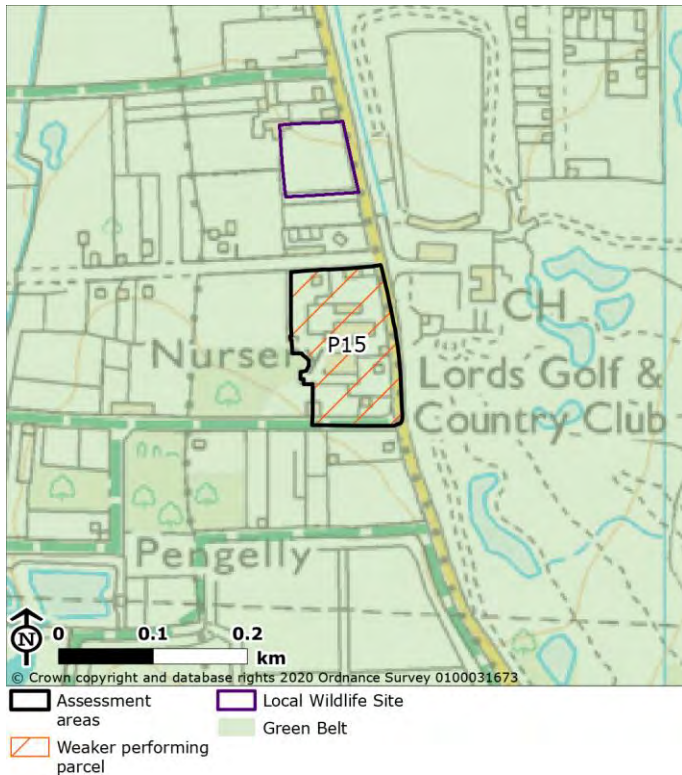 P15
Nurser
CH
Lords Golf &
Country Club
Pengelly
N
0 0.1 0.2
km
© Crown copyright and database rights 2020 Ordnance Survey 0100031673
Assessment
areas
Weaker performing
parcel
Local Wildlife Site
Green Belt